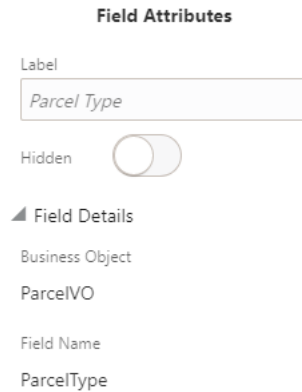 Field Attributes
Label
Parcel Type
Hidden
Field Details
Business Object
ParcelVO
Field Name
ParcelType